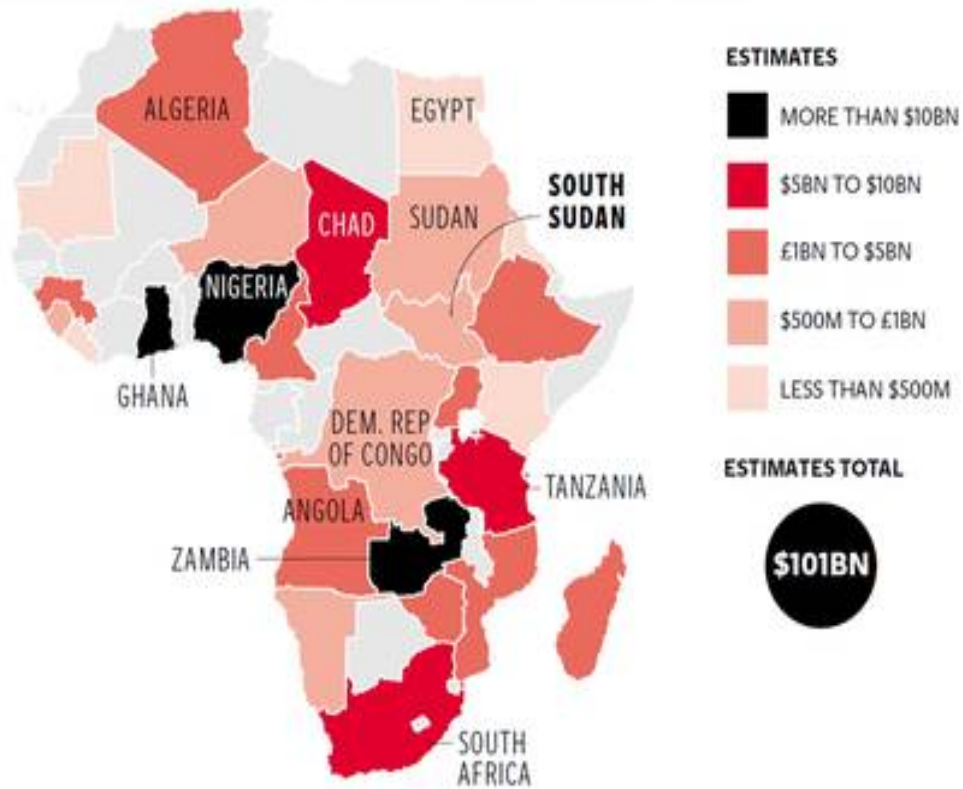 ALGERIA
EGYPT
CHAD
SUDAN
SOUTH
SUDAN
NIGERIA
GHANA
DEM. REP
OF CONGO
ANGOLA
TANZANIA
ZAMBIA
SOUTH
AFRICA
ESTIMATES
MORE THAN $10BN
$5BN TO $10BN
£1BN TO $5BN
$500M TO £1BN
LESS THAN $500M
ESTIMATES TOTAL
$101BN